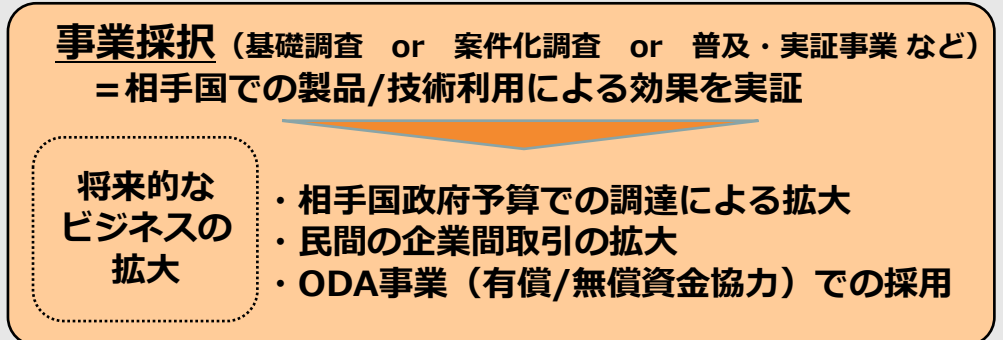 事業採択（基礎調査　or　案件化調査　or　普及・実証事業 など）
＝相手国での製品/技術利用による効果を実証
将来的な
ビジネスの
拡大
・相手国政府予算での調達による拡大
・民間の企業間取引の拡大
・ODA事業（有償/無償資金協力）での採用